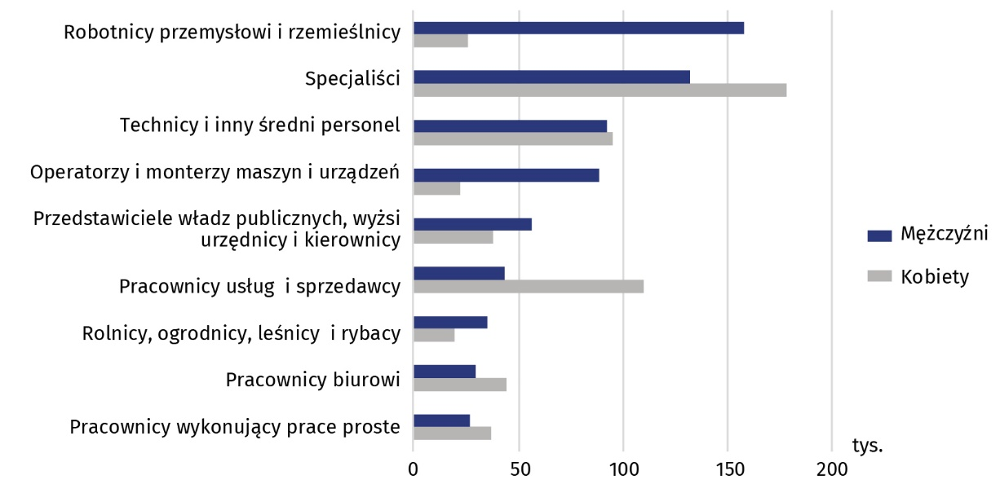 Robotnicy przemysłowi i rzemieślnicy
Specjaliści
Technicy i inny średni personel
Operatorzy i monterzy maszyn i urządzeń
Przedstawiciele władz publicznych, wyżsi
urzędnicy i kierownicy
Pracownicy usług i sprzedawcy
Rolnicy, ogrodnicy, leśnicy i rybacy
Pracownicy biurowi
Pracownicy wykonujący prace proste
0 50 100 150 200
tys.
Mężczyźni
Kobiety